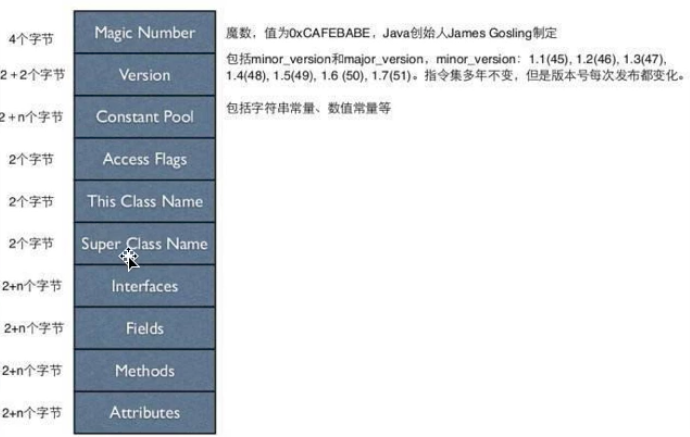 4个字节 Magic Number 魔数，值为0xCAFEBABE，Java创始人James Gosling制定
2＋2个字节 Version 包括minor_version和major_version，minor_version：1.1(45), 1.2(46), 1.3(47),
1.4(48), 1.5(49), 1.6 (50), 1.7(51)。指令集多年不变，但是版本号每次发布都变化。
2＋n个字节 Constant Pool 包括字符串常量、数值常量等
2个字节 Access Flags
2个字节 This Class Name
2个字节 Super Class Name
2+n个字节 Interfaces
2+n个字节 Fields
2+n个字节 Methods
2+n个字节 Attributes